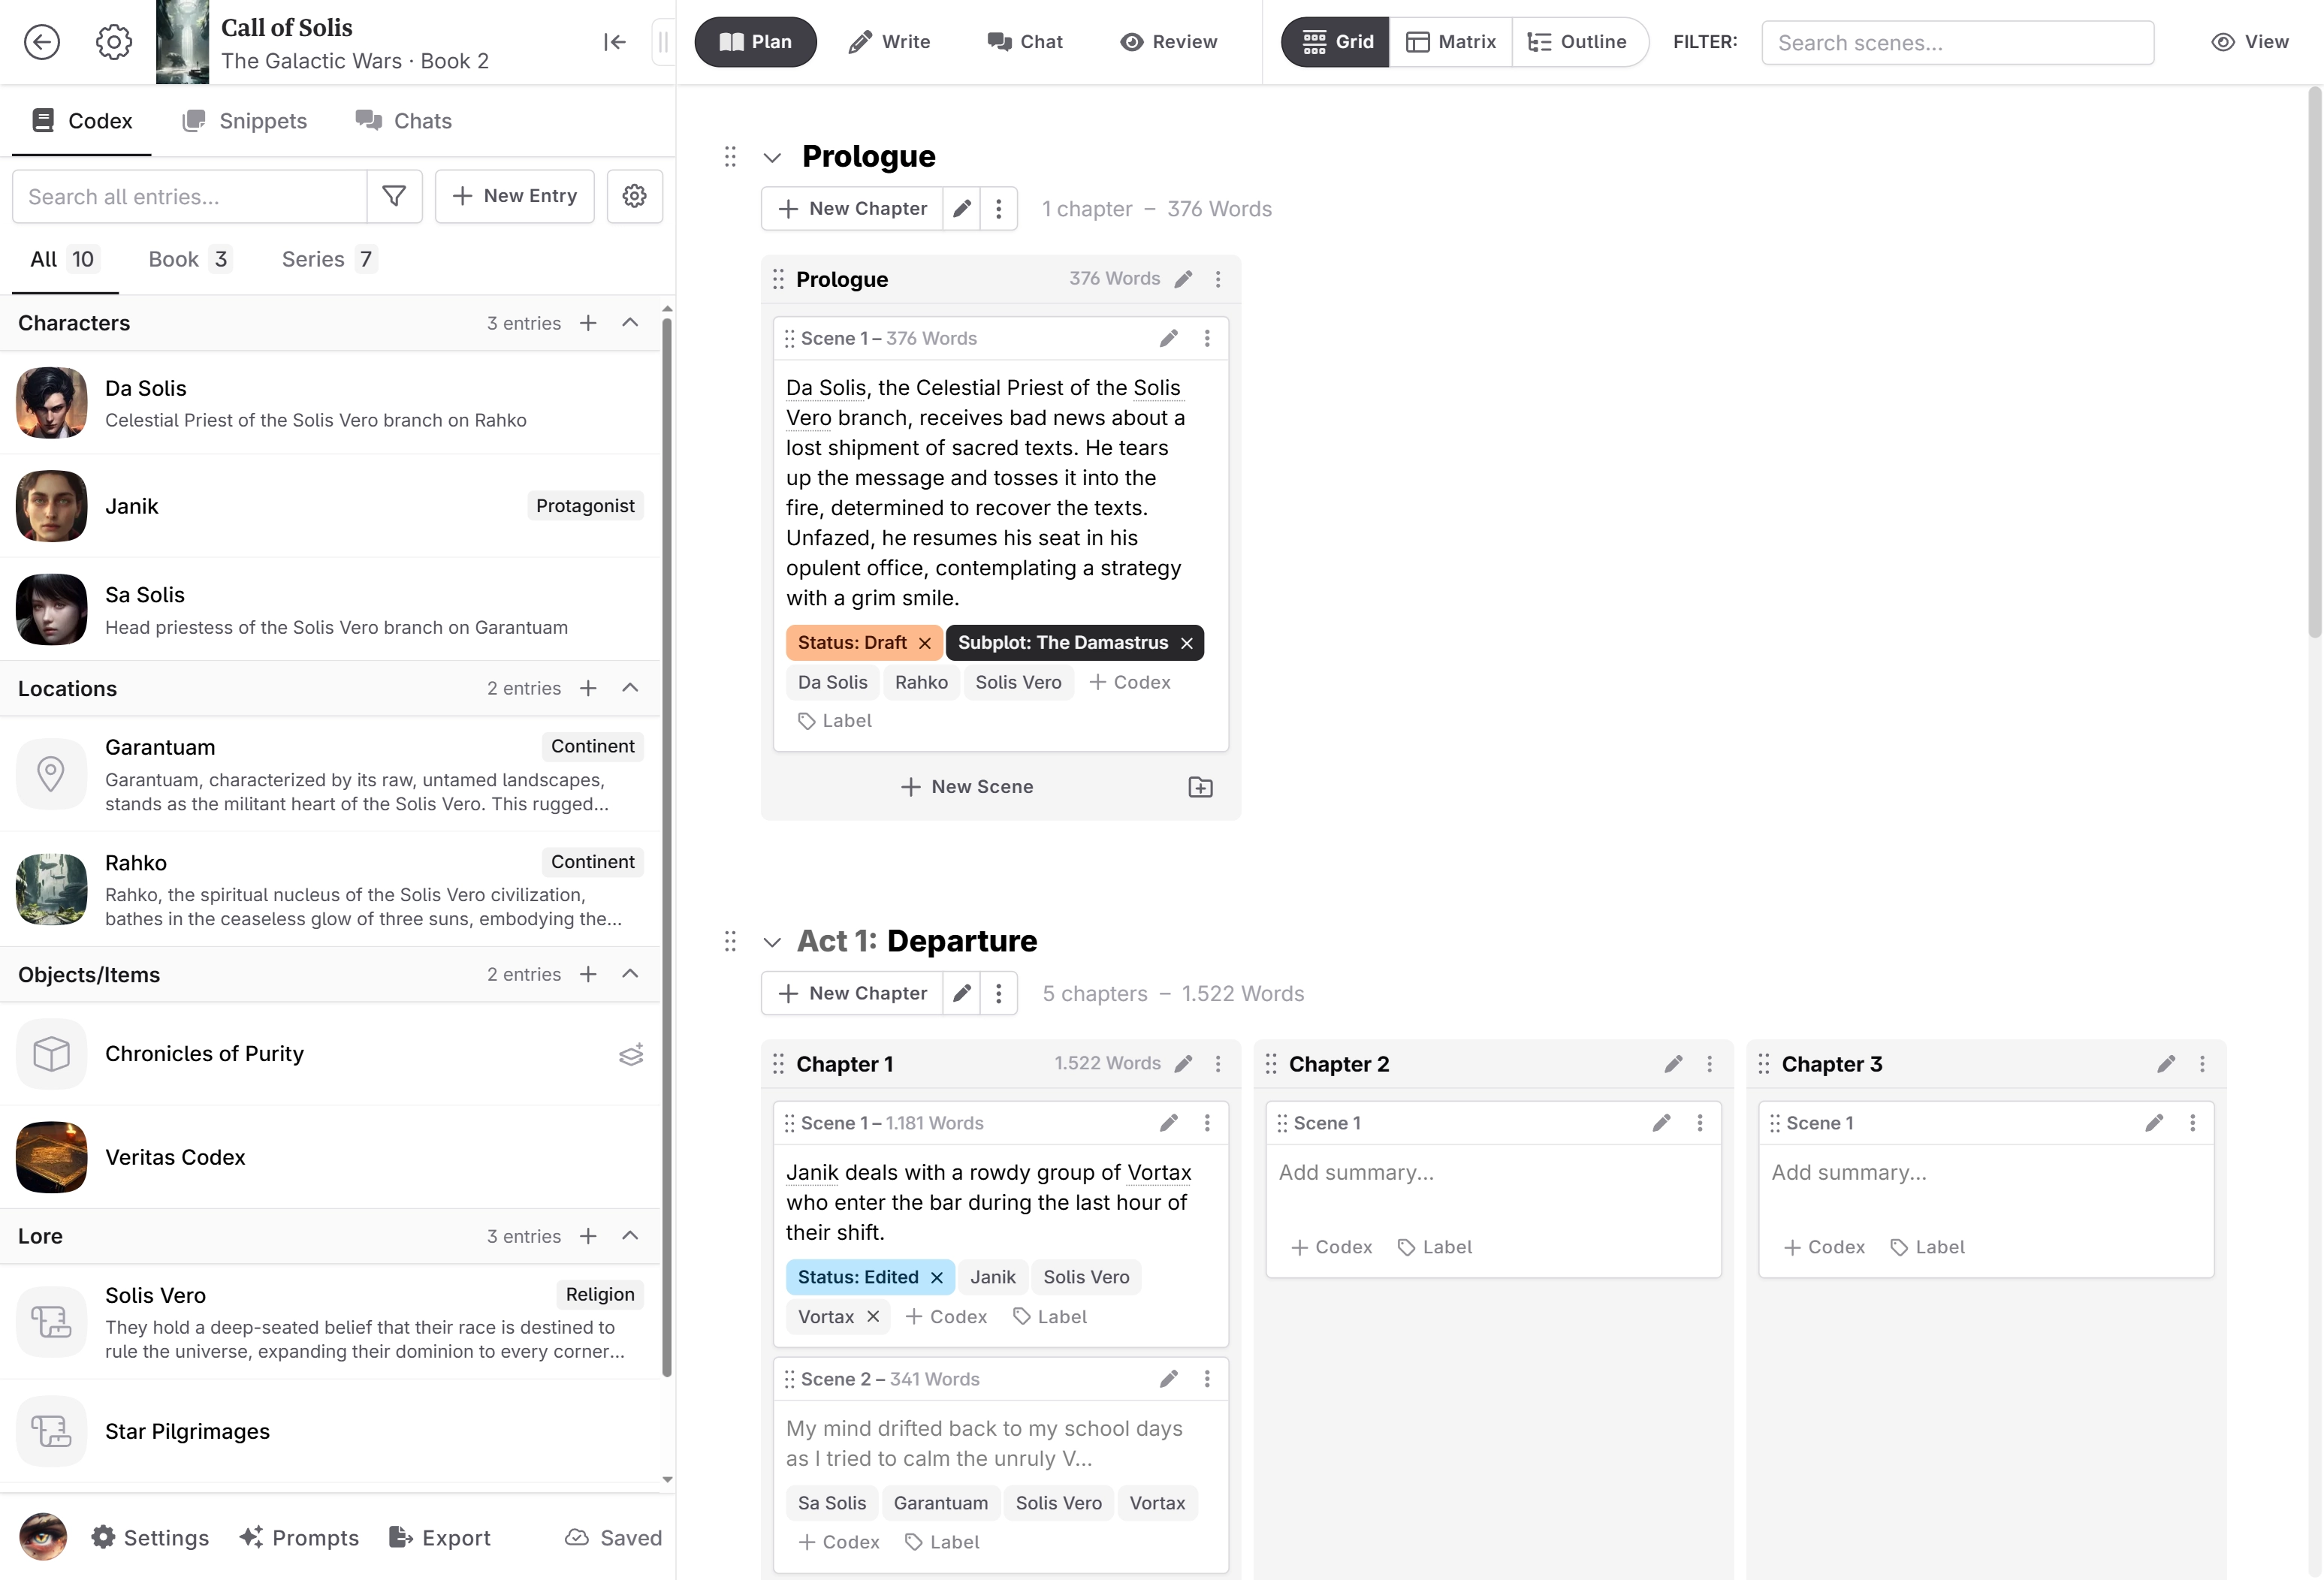 Call of Solis
The Galactic Wars · Book 2
Codex
Snippets
Chats
Search all entries...
New Entry
All 10
Book 3
Series 7
Characters
3 entries
Da Solis
Celestial Priest of the Solis Vero branch on Rahko
Janik
Protagonist
Sa Solis
Head priestess of the Solis Vero branch on Garantuam
Locations
2 entries
Garantuam
Continent
Garantuam, characterized by its raw, untamed landscapes,
stands as the militant heart of the Solis Vero. This rugged...
Rahko
Continent
Rahko, the spiritual nucleus of the Solis Vero civilization,
bathes in the ceaseless glow of three suns, embodying the...
Objects/Items
2 entries
Chronicles of Purity
Veritas Codex
Lore
3 entries
Solis Vero
Religion
They hold a deep-seated belief that their race is destined to
rule the universe, expanding their dominion to every corner...
Star Pilgrimages
Settings
Prompts
Export
Saved
Plan
Write
Chat
Review
Grid
Matrix
Outline
FILTER:
Search scenes...
View
Prologue
New Chapter
1 chapter – 376 Words
Prologue
376 Words
Scene 1 – 376 Words
Da Solis, the Celestial Priest of the Solis
Vero branch, receives bad news about a
lost shipment of sacred texts. He tears
up the message and tosses it into the
fire, determined to recover the texts.
Unfazed, he resumes his seat in his
opulent office, contemplating a strategy
with a grim smile.
Status: Draft
Subplot: The Damastrus
Da Solis
Rahko
Solis Vero
Codex
Label
New Scene
Act 1: Departure
New Chapter
5 chapters – 1.522 Words
Chapter 1
1.522 Words
Scene 1 – 1.181 Words
Janik deals with a rowdy group of Vortax
who enter the bar during the last hour of
their shift.
Status: Edited
Janik
Solis Vero
Vortax
Codex
Label
Scene 2 – 341 Words
My mind drifted back to my school days
as I tried to calm the unruly V...
Sa Solis
Garantuam
Solis Vero
Vortax
Codex
Label
Chapter 2
Scene 1
Add summary...
Codex
Label
Chapter 3
Scene 1
Add summary...
Codex
Label